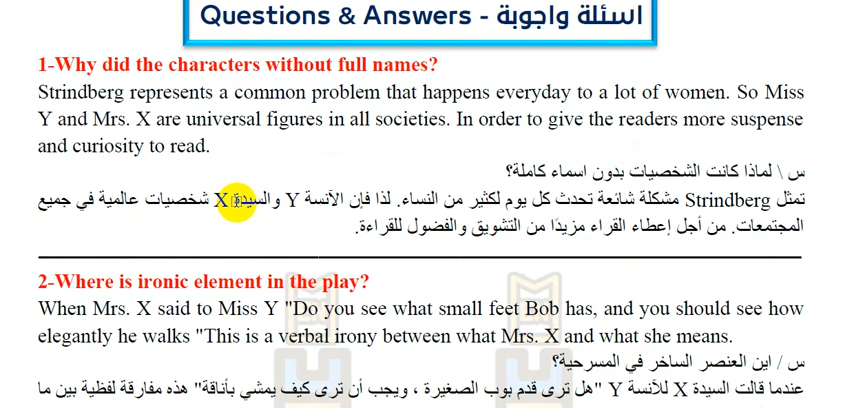 Questions & Answers - اسئلة واجوبة
1-Why did the characters without full names?
Strindberg represents a common problem that happens everyday to a lot of women. So Miss
Y and Mrs. X are universal figures in all societies. In order to give the readers more suspense
and curiosity to read.
س \ لماذا كانت الشخصيات بدون اسماء كاملة؟
تمثل Strindberg مشكلة شائعة تحدث كل يوم لكثير من النساء. لذا فإن الآنسة Y والسيدة X شخصيات عالمية في جميع
المجتمعات. من أجل إعطاء القراء مزيدًا من التشويق والفضول للقراءة.
2-Where is ironic element in the play?
When Mrs. X said to Miss Y "Do you see what small feet Bob has, and you should see how
elegantly he walks "This is a verbal irony between what Mrs. X and what she means.
س / اين العنصر الساخر في المسرحية؟
عندما قالت السيدة X للآنسة Y "هل ترى قدم بوب الصغيرة ، ويجب أن ترى كيف يمشي بأناقة" هذه مفارقة لفظية بين ما